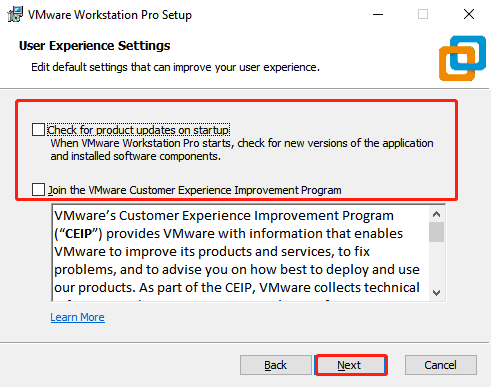 VMware Workstation Pro Setup
User Experience Settings
Edit default settings that can improve your user experience.
Check for product updates on startup
When VMware Workstation Pro starts, check for new versions of the application
and installed software components.
Join the VMware Customer Experience Improvement Program
VMware's Customer Experience Improvement Program
("CEIP") provides VMware with information that enables
VMware to improve its products and services, to fix
problems, and to advise you on how best to deploy and use
our products. As part of the CEIP, VMware collects technical
Learn More
Back
Next
Cancel